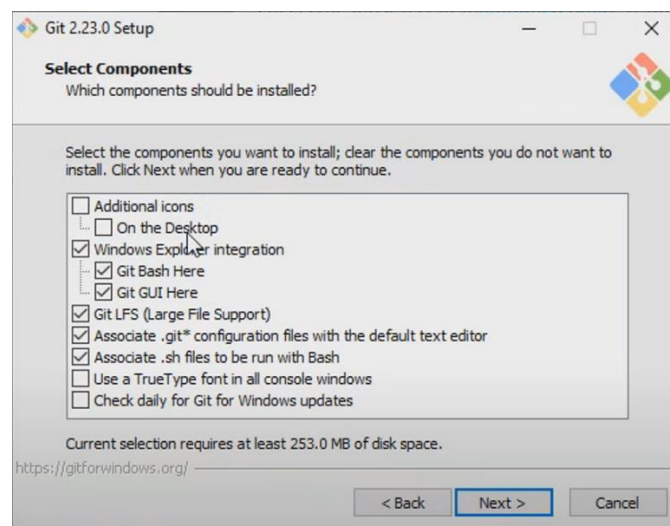 Git 2.23.0 Setup
Select Components
Which components should be installed?
Select the components you want to install; clear the components you do not want to
install. Click Next when you are ready to continue.
Additional icons
On the Desktop
Windows Explorer integration
Git Bash Here
Git GUI Here
Git LFS (Large File Support)
Associate .git* configuration files with the default text editor
Associate .sh files to be run with Bash
Use a TrueType font in all console windows
Check daily for Git for Windows updates
Current selection requires at least 253.0 MB of disk space.
https://gitforwindows.org/
< Back Next > Cancel